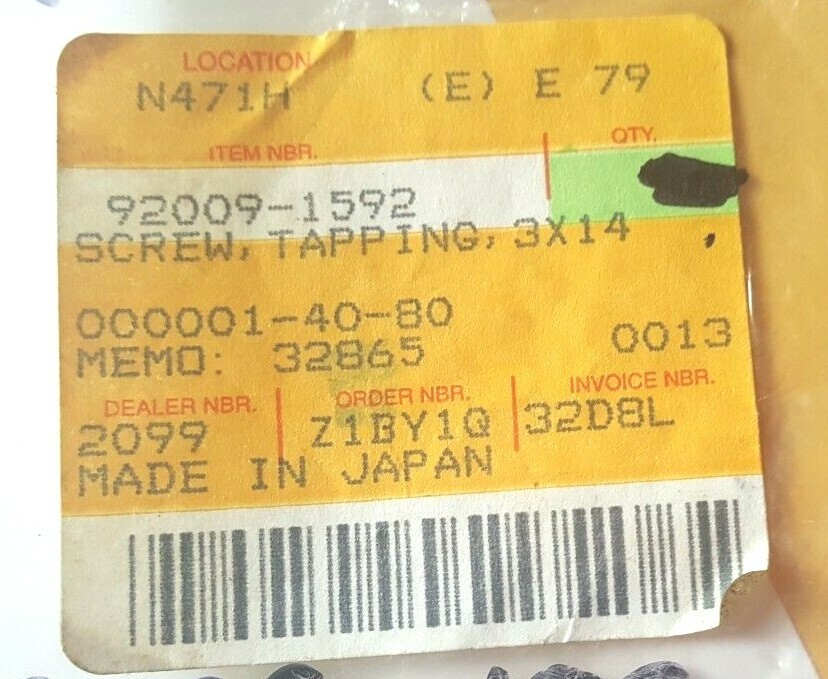 LOCATION
N471H (E) E 79
ITEM NBR. QTY.
92009-1592
SCREW, TAPPING, 3X14
000001-40-80
MEMO: 32865 0013
DEALER NBR. ORDER NBR. INVOICE NBR.
2099 Z1BY1Q 32D8L
MADE IN JAPAN